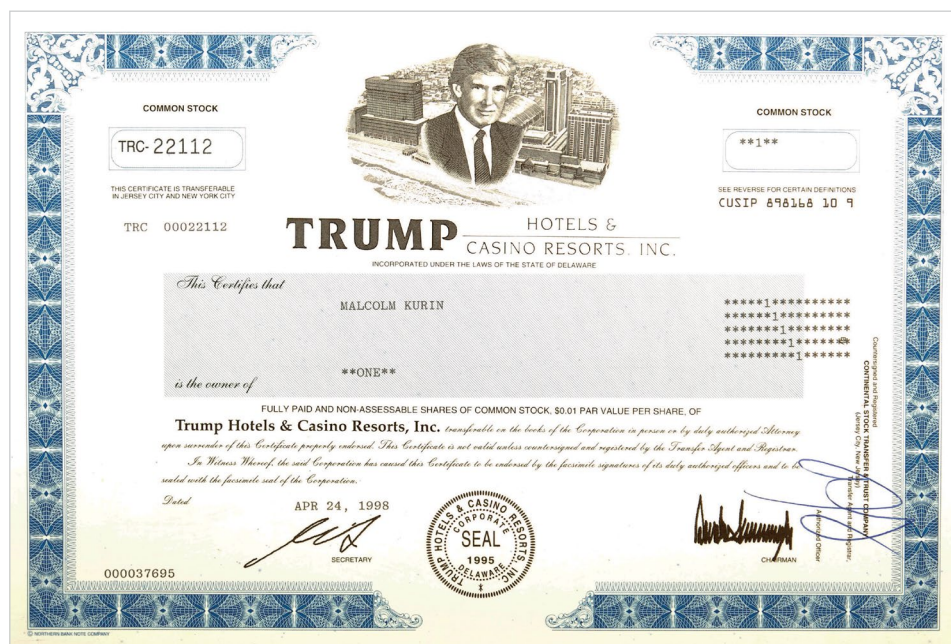 COMMON STOCK
TRC- 22112
THIS CERTIFICATE IS TRANSFERABLE
IN JERSEY CITY AND NEW YORK CITY
TRC 00022112
COMMON STOCK
**1**
SEE REVERSE FOR CERTAIN DEFINITIONS
CUSIP 898168 10 9
TRUMP HOTELS &
CASINO RESORTS, INC.
INCORPORATED UNDER THE LAWS OF THE STATE OF DELAWARE
This Certifies that
MALCOLM KURIN
*****1**********
******1*********
*******1********
********1*******
*********1******
**ONE**
is the owner of
FULLY PAID AND NON-ASSESSABLE SHARES OF COMMON STOCK, $0.01 PAR VALUE PER SHARE, OF
Trump Hotels & Casino Resorts, Inc. transferable on the books of the Corporation in person or by duly authorized Attorney
upon surrender of this Certificate properly endorsed. This Certificate is not valid unless countersigned and registered by the Transfer Agent and Registrar.
In Witness Whereof, the said Corporation has caused this Certificate to be endorsed by the facsimile signatures of its duly authorized officers and to be
sealed with the facsimile seal of the Corporation.
Dated
APR 24, 1998
SECRETARY
TRUMP HOTELS & CASINO RESORTS, INC.
CORPORATE
SEAL
1995
DELAWARE
CHAIRMAN
Countersigned and Registered
CONTINENTAL STOCK TRANSFER & TRUST COMPANY
(Jersey City, New Jersey)
Transfer Agent and Registrar,
Authorized Officer
000037695
© NORTHERN BANK NOTE COMPANY